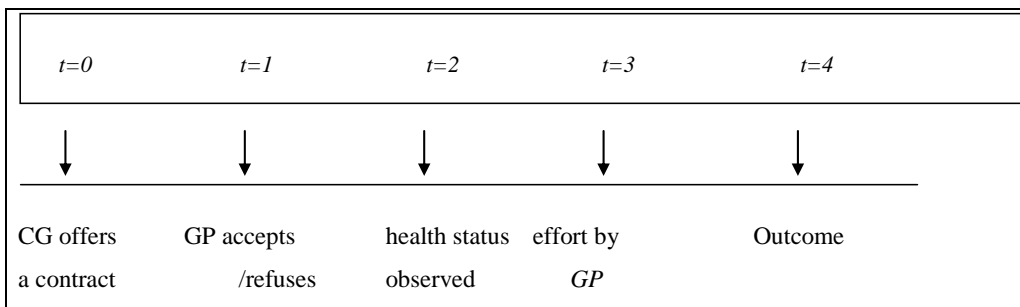 t=0 t=1 t=2 t=3 t=4
CG offers GP accepts health status effort by Outcome
a contract /refuses observed GP